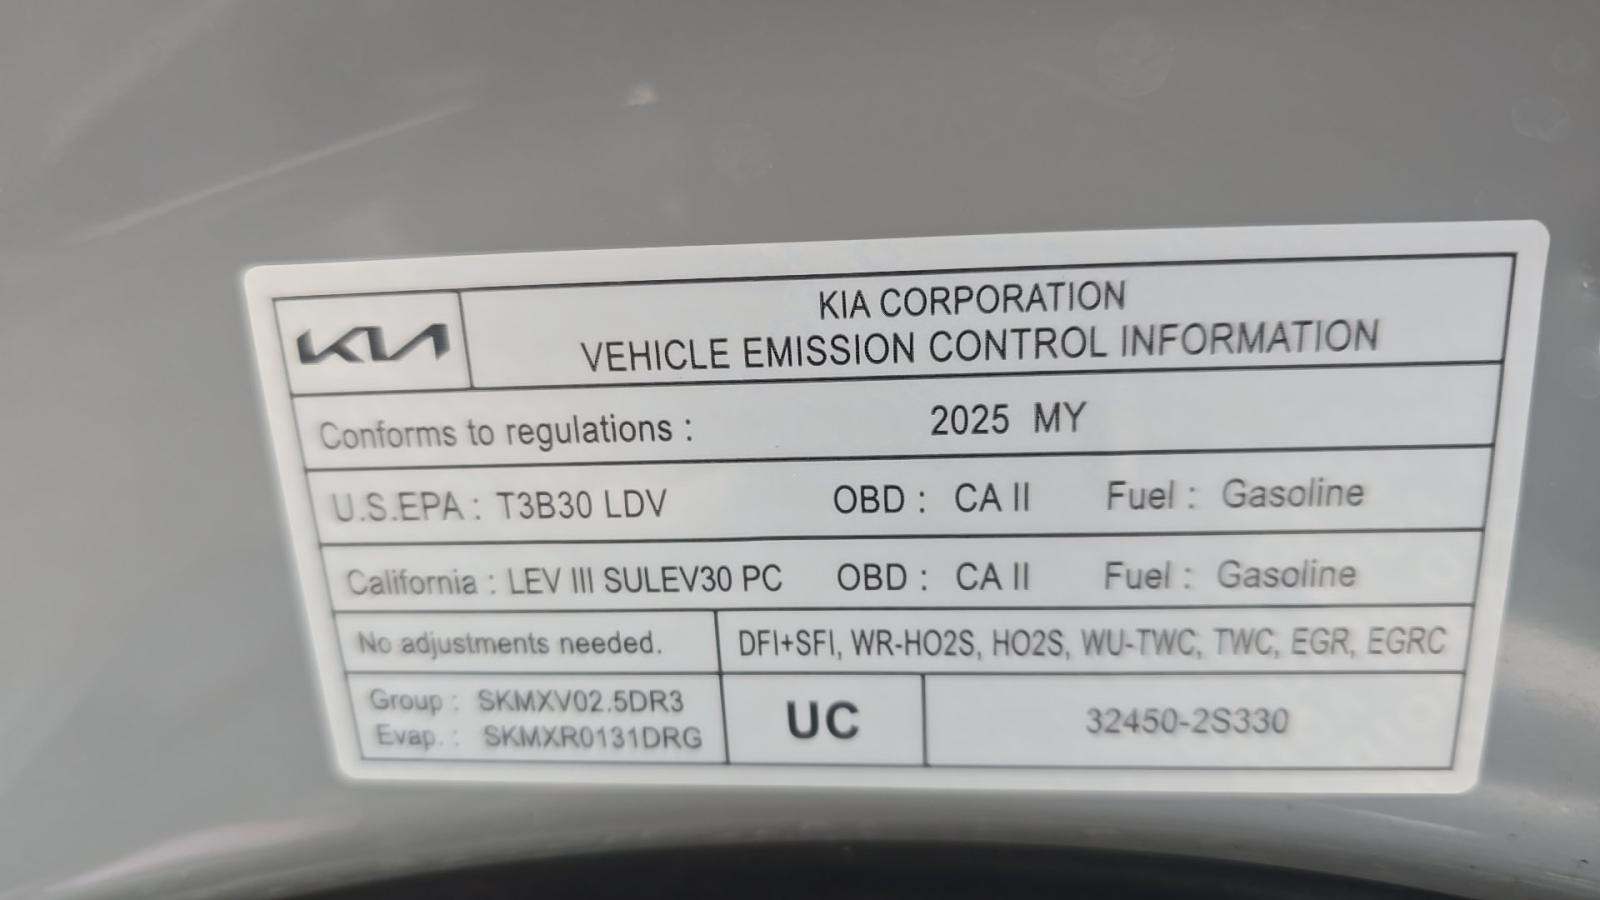 KIA
KIA CORPORATION
VEHICLE EMISSION CONTROL INFORMATION
Conforms to regulations : 2025 MY
U.S.EPA : T3B30 LDV OBD : CA II Fuel : Gasoline
California : LEV III SULEV30 PC OBD : CA II Fuel : Gasoline
No adjustments needed. DFI+SFI, WR-HO2S, HO2S, WU-TWC, TWC, EGR, EGRC
Group : SKMXV02.5DR3
Evap. : SKMXR0131DRG
UC
32450-2S330